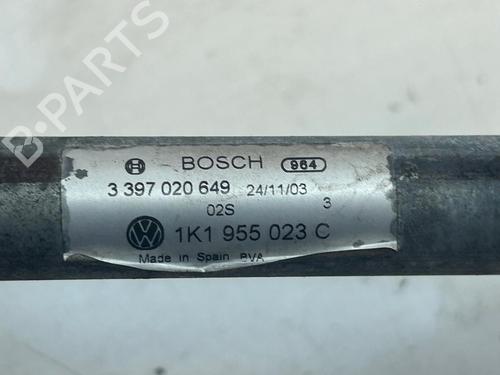 BOSCH 964
3 397 020 649 24/11/03
02S 3
1K1 955 023 C
Made in Spain BVA
B-PARTS